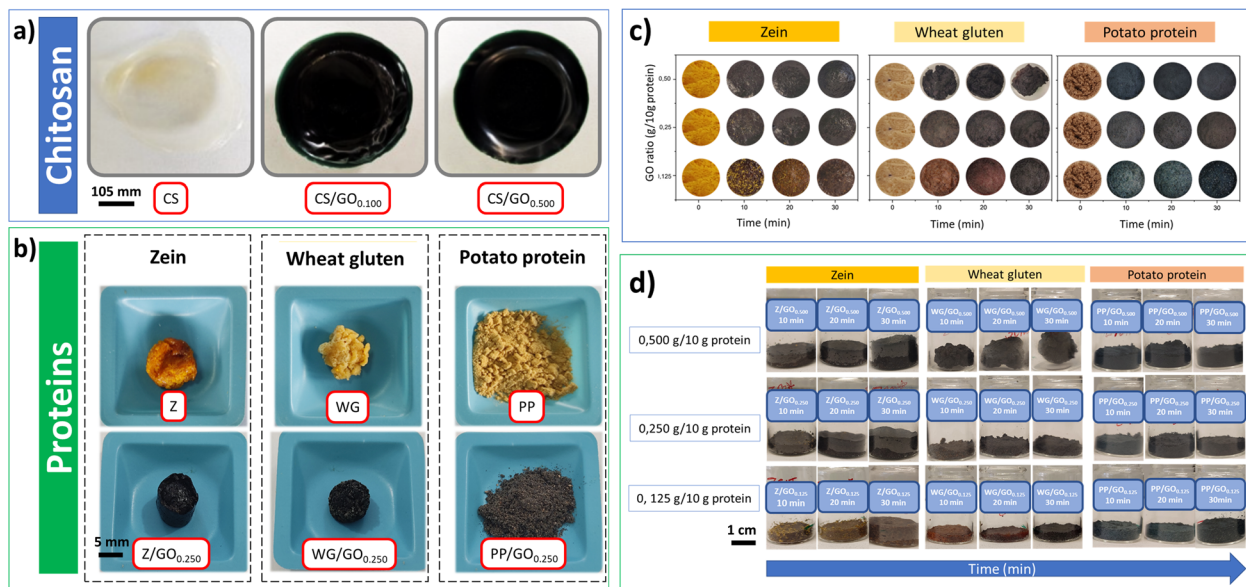 a)
Chitosan
105 mm
CS
CS/GO0.100
CS/GO0.500
b)
Proteins
Zein
Wheat gluten
Potato protein
Z
WG
PP
5 mm
Z/GO0.250
WG/GO0.250
PP/GO0.250
c)
Zein
Wheat gluten
Potato protein
GO ratio (g/10g protein)
0,50
0,25
1,125
0 10 20 30
0 10 20 30
0 10 20 30
Time (min)
Time (min)
Time (min)
d)
Zein
Wheat gluten
Potato protein
0,500 g/10 g protein
Z/GO0.500 10 min
Z/GO0.500 20 min
Z/GO0.500 30 min
WG/GO0.500 10 min
WG/GO0.500 20 min
WG/GO0.500 30 min
PP/GO0.500 10 min
PP/GO0.500 20 min
PP/GO0.500 30 min
0,250 g/10 g protein
Z/GO0.250 10 min
Z/GO0.250 20 min
Z/GO0.250 30 min
WG/GO0.250 10 min
WG/GO0.250 20 min
WG/GO0.250 30 min
PP/GO0.250 10 min
PP/GO0.250 20 min
PP/GO0.250 30 min
0, 125 g/10 g protein
Z/GO0.125 10 min
Z/GO0.125 20 min
Z/GO0.125 30 min
WG/GO0.125 10 min
WG/GO0.125 20 min
WG/GO0.125 30 min
PP/GO0.125 10 min
PP/GO0.125 20 min
PP/GO0.125 30min
1 cm
Time (min)